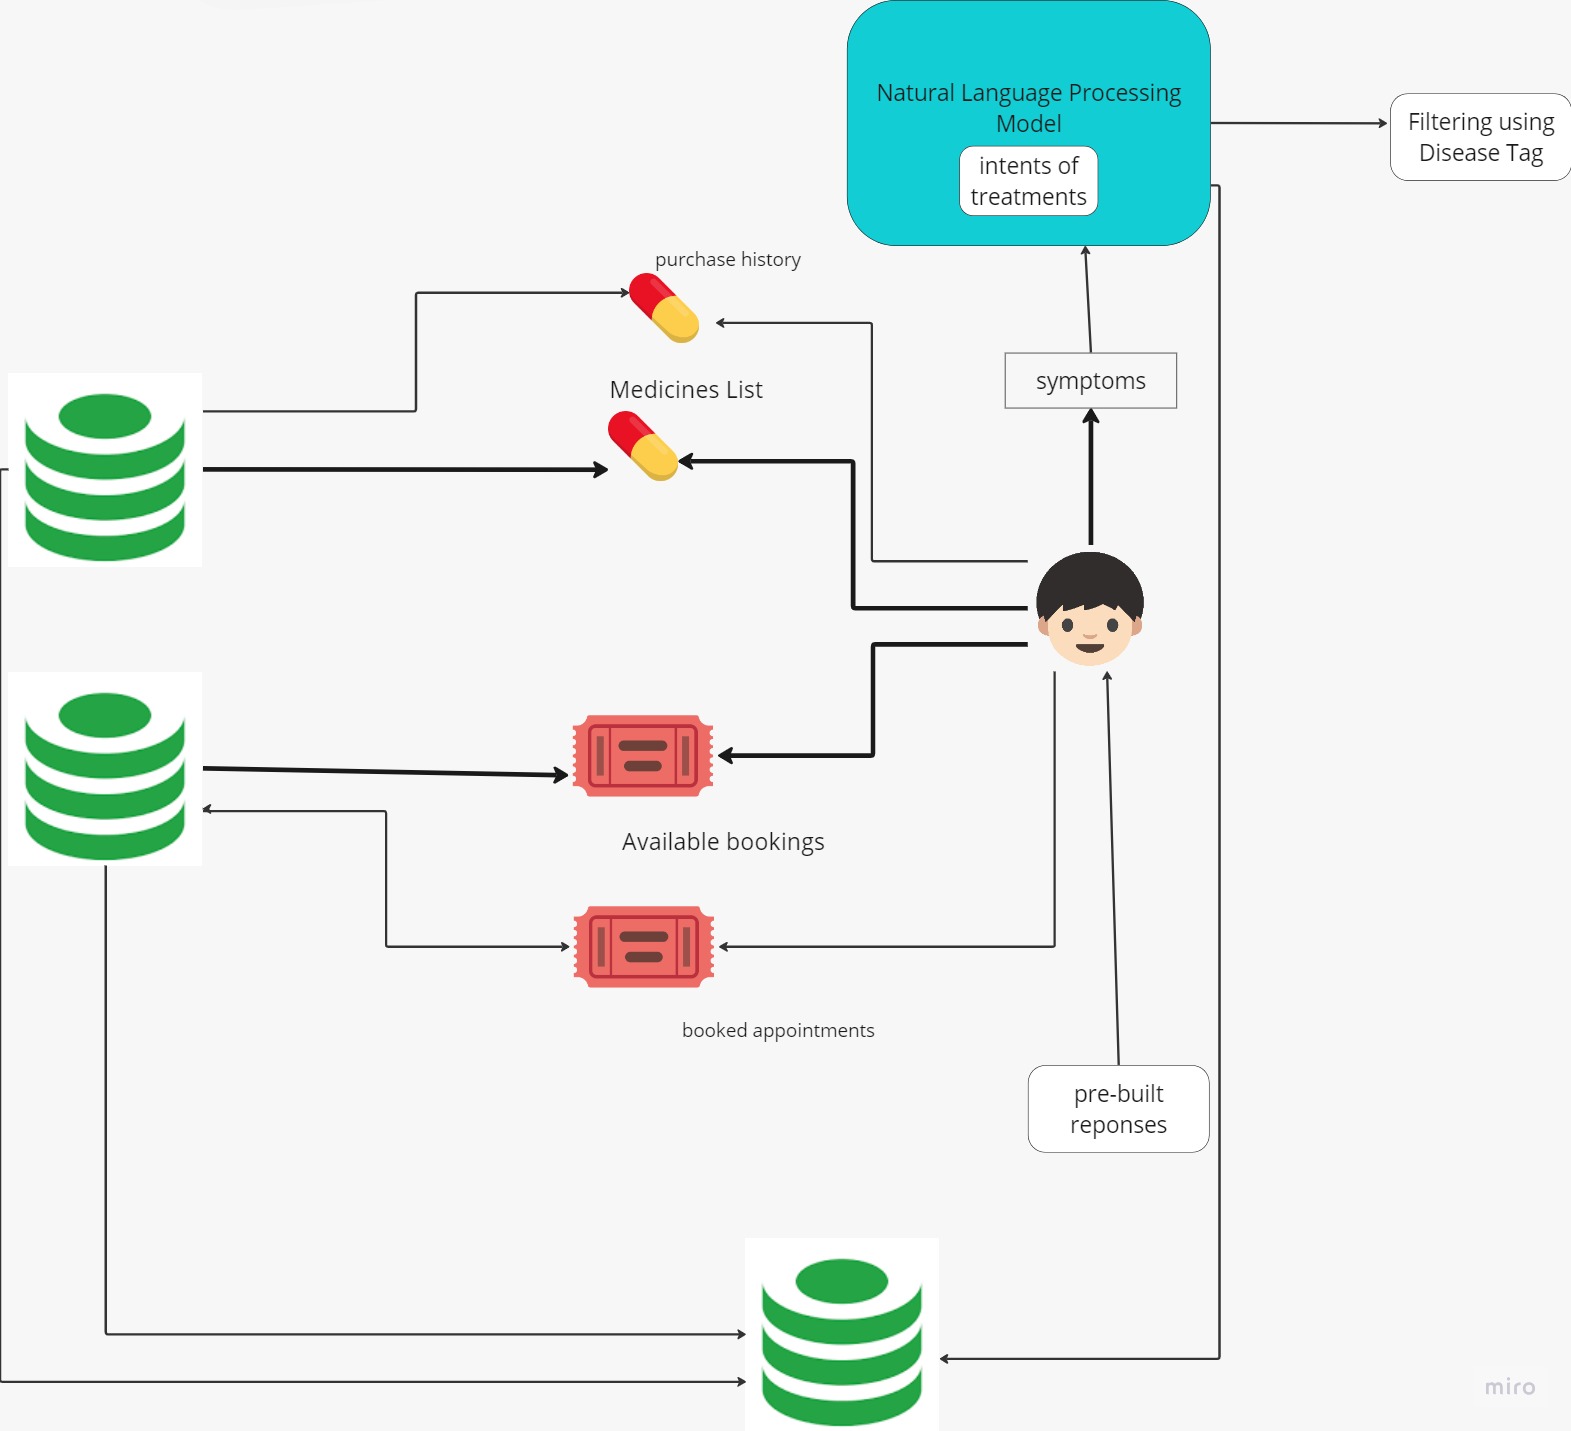 Natural Language Processing
Model
intents of
treatments
Filtering using
Disease Tag
purchase history
Medicines List
symptoms
Available bookings
booked appointments
pre-built
reponses
miro